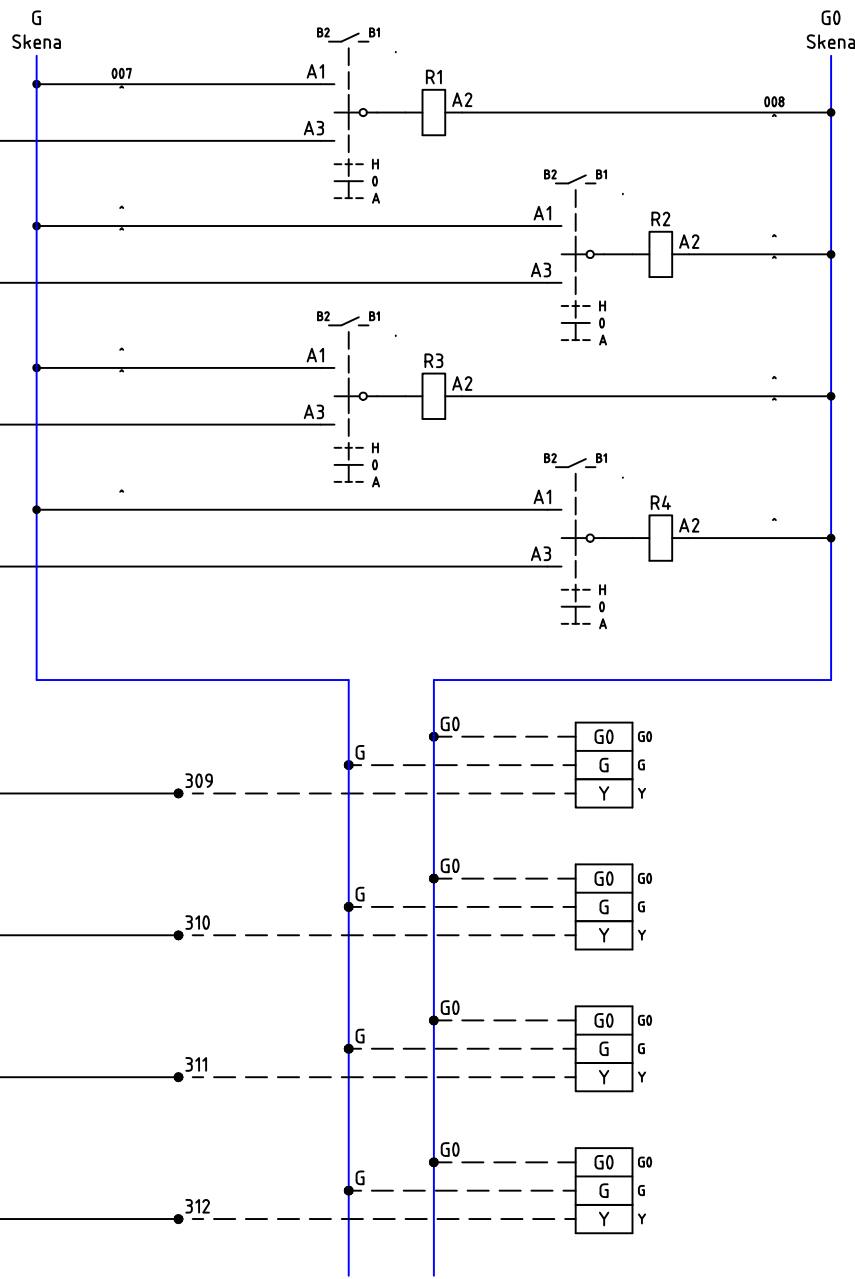 G
G0
Skena
Skena
B2 B1
007
A1
R1
A2
008
A3
H
0
A
B2 B1
A1
R2
A2
A3
H
0
A
B2 B1
A1
R3
A2
A3
H
0
A
B2 B1
A1
R4
A2
A3
H
0
A
G0
G0 G0
G
G G
309
Y Y
G0
G0 G0
G
G G
310
Y Y
G0
G0 G0
G
G G
311
Y Y
G0
G0 G0
G
G G
312
Y Y